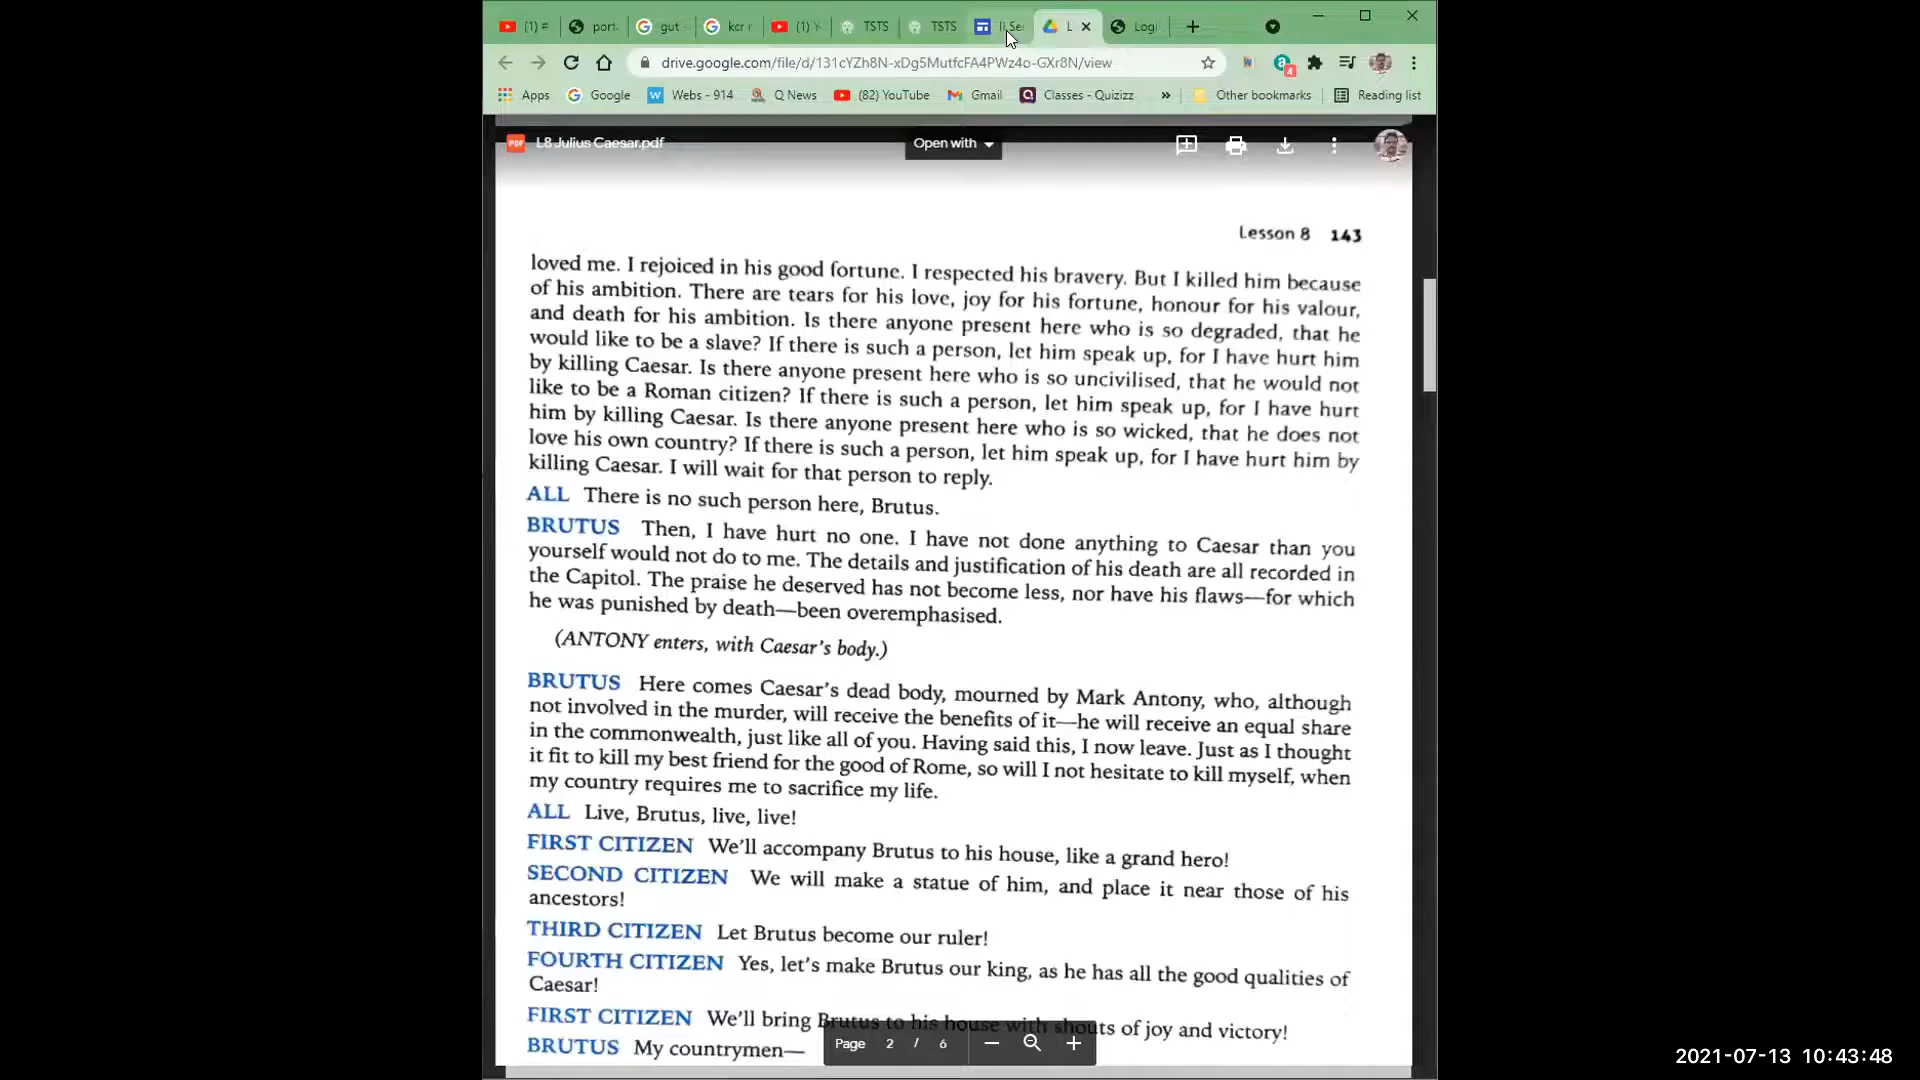 (1) #
port
gut
kcr r
(1) Y
TSTS
TSTS
II Se
L
Logi
drive.google.com/file/d/131cYZh8N-xDg5MutfcFA4PWz4o-GXr8N/view
4
Apps
Google
Webs - 914
Q News
(82) YouTube
Gmail
Classes - Quizizz
»
Other bookmarks
Reading list
PDF
L8 Julius Caesar.pdf
Open with
Lesson 8 143
loved me. I rejoiced in his good fortune. I respected his bravery. But I killed him because
of his ambition. There are tears for his love, joy for his fortune, honour for his valour,
and death for his ambition. Is there anyone present here who is so degraded, that he
would like to be a slave? If there is such a person, let him speak up, for I have hurt him
by killing Caesar. Is there anyone present here who is so uncivilised, that he would not
like to be a Roman citizen? If there is such a person, let him speak up, for I have hurt
him by killing Caesar. Is there anyone present here who is so wicked, that he does not
love his own country? If there is such a person, let him speak up, for I have hurt him by
killing Caesar. I will wait for that person to reply.
ALL There is no such person here, Brutus.
BRUTUS Then, I have hurt no one. I have not done anything to Caesar than you
yourself would not do to me. The details and justification of his death are all recorded in
the Capitol. The praise he deserved has not become less, nor have his flaws—for which
he was punished by death—been overemphasised.
(ANTONY enters, with Caesar's body.)
BRUTUS Here comes Caesar's dead body, mourned by Mark Antony, who, although
not involved in the murder, will receive the benefits of it—he will receive an equal share
in the commonwealth, just like all of you. Having said this, I now leave. Just as I thought
it fit to kill my best friend for the good of Rome, so will I not hesitate to kill myself, when
my country requires me to sacrifice my life.
ALL Live, Brutus, live, live!
FIRST CITIZEN We'll accompany Brutus to his house, like a grand hero!
SECOND CITIZEN We will make a statue of him, and place it near those of his
ancestors!
THIRD CITIZEN Let Brutus become our ruler!
FOURTH CITIZEN Yes, let's make Brutus our king, as he has all the good qualities of
Caesar!
FIRST CITIZEN We'll bring Brutus to his house with shouts of joy and victory!
BRUTUS My countrymen—
Page 2 / 6
2021-07-13 10:43:48